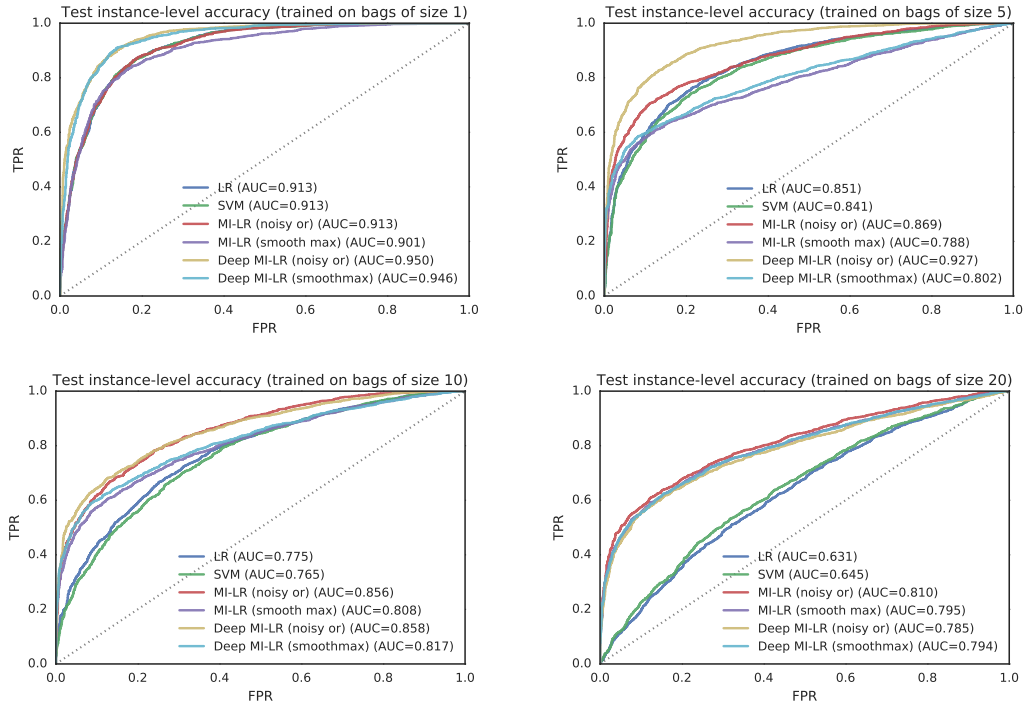 Test instance-level accuracy (trained on bags of size 1)
1.0
0.8
0.6
0.4
0.2
0.0
TPR
LR (AUC=0.913)
SVM (AUC=0.913)
MI-LR (noisy or) (AUC=0.913)
MI-LR (smooth max) (AUC=0.901)
Deep MI-LR (noisy or) (AUC=0.950)
Deep MI-LR (smoothmax) (AUC=0.946)
0.0 0.2 0.4 0.6 0.8 1.0
FPR
Test instance-level accuracy (trained on bags of size 5)
1.0
0.8
0.6
0.4
0.2
0.0
TPR
LR (AUC=0.851)
SVM (AUC=0.841)
MI-LR (noisy or) (AUC=0.869)
MI-LR (smooth max) (AUC=0.788)
Deep MI-LR (noisy or) (AUC=0.927)
Deep MI-LR (smoothmax) (AUC=0.802)
0.0 0.2 0.4 0.6 0.8 1.0
FPR
Test instance-level accuracy (trained on bags of size 10)
1.0
0.8
0.6
0.4
0.2
0.0
TPR
LR (AUC=0.775)
SVM (AUC=0.765)
MI-LR (noisy or) (AUC=0.856)
MI-LR (smooth max) (AUC=0.808)
Deep MI-LR (noisy or) (AUC=0.858)
Deep MI-LR (smoothmax) (AUC=0.817)
0.0 0.2 0.4 0.6 0.8 1.0
FPR
Test instance-level accuracy (trained on bags of size 20)
1.0
0.8
0.6
0.4
0.2
0.0
TPR
LR (AUC=0.631)
SVM (AUC=0.645)
MI-LR (noisy or) (AUC=0.810)
MI-LR (smooth max) (AUC=0.795)
Deep MI-LR (noisy or) (AUC=0.785)
Deep MI-LR (smoothmax) (AUC=0.794)
0.0 0.2 0.4 0.6 0.8 1.0
FPR